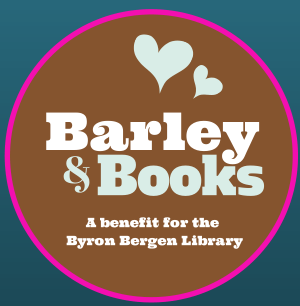 Barley
& Books
A benefit for the
Byron Bergen Library